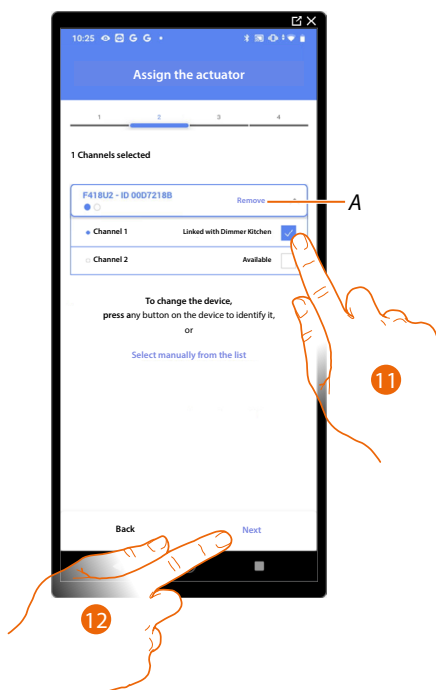 10:25 G G
Assign the actuator
1 2 3 4
1 Channels selected
F418U2 - ID 00D7218B
Remove
A
Channel 1 Linked with Dimmer Kitchen
Channel 2 Available
To change the device,
press any button on the device to identify it,
or
Select manually from the list
11
Back Next
12